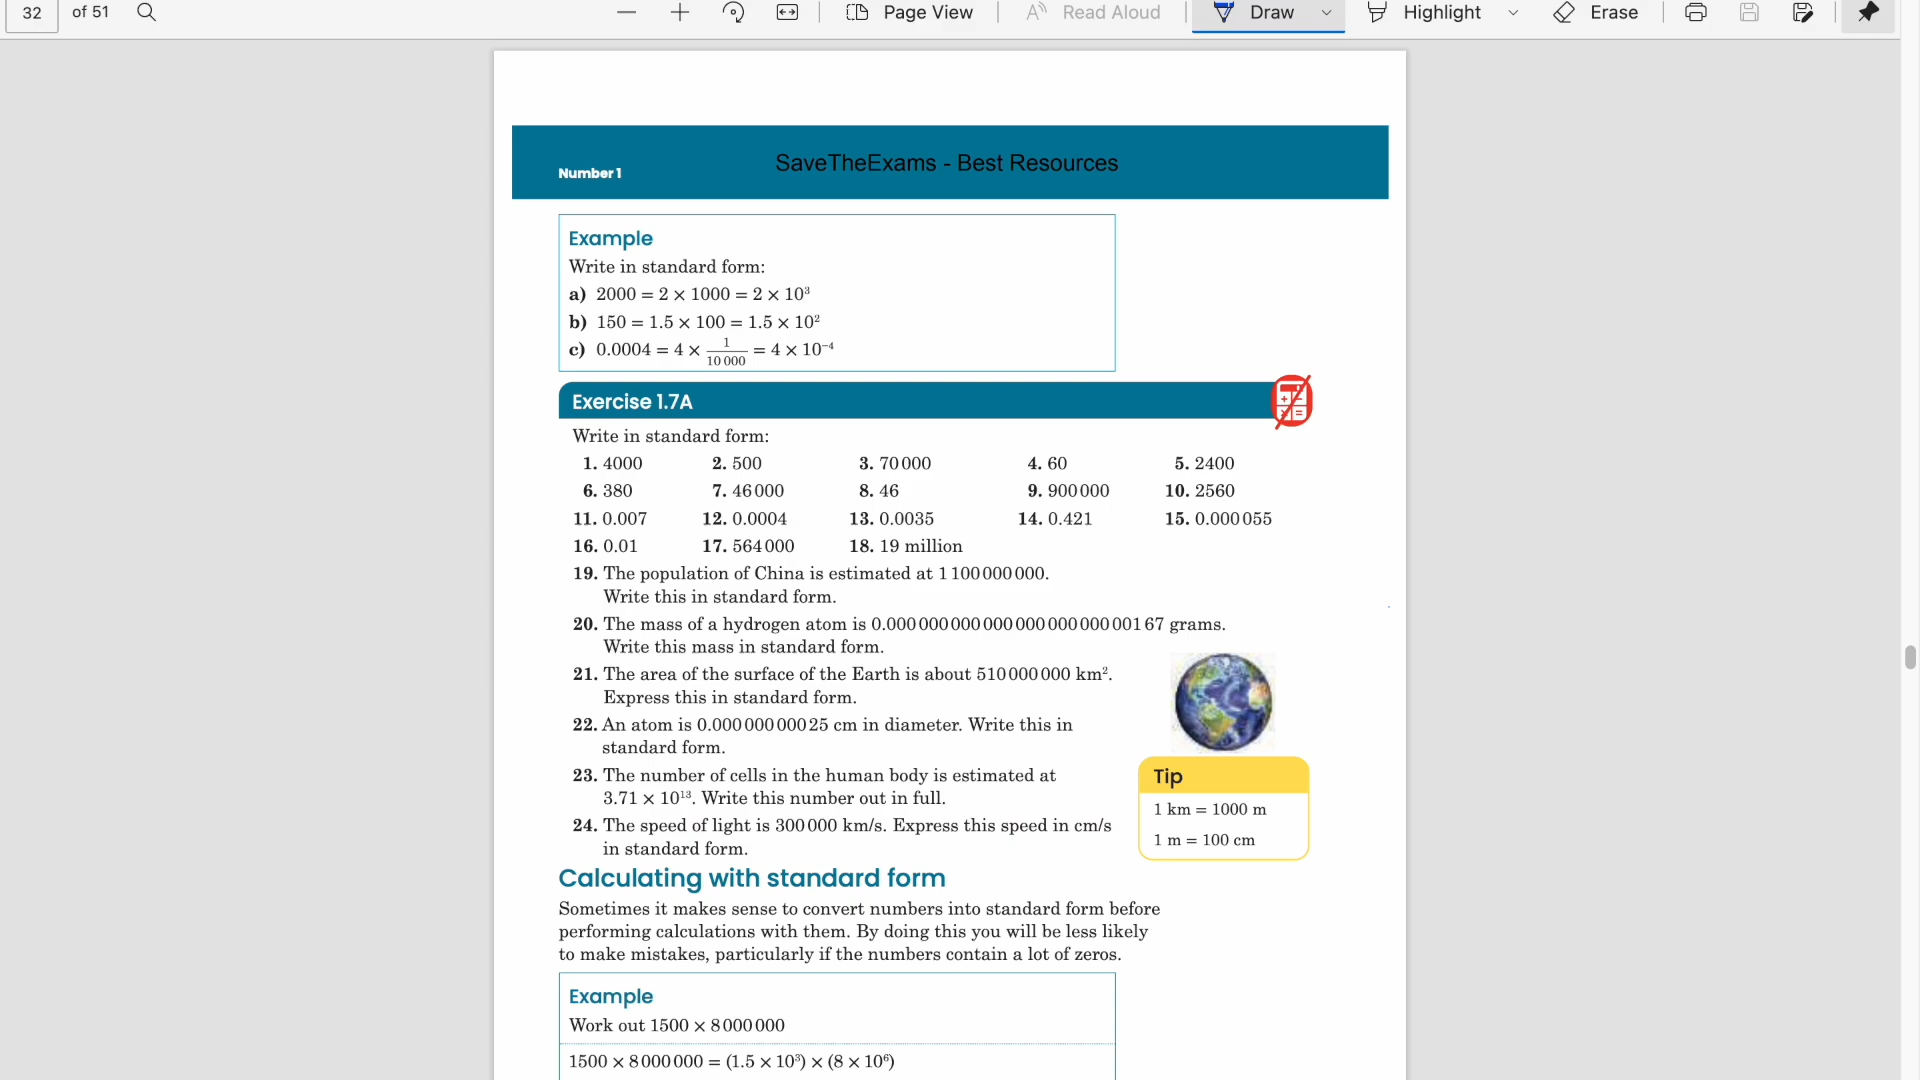 32 of 51 Page View Read Aloud Draw Highlight Erase
SaveTheExams - Best Resources
Number 1
Example
Write in standard form:
a) 2000 = 2 × 1000 = 2 × 10³
b) 150 = 1.5 × 100 = 1.5 × 10²
c) 0.0004 = 4 × 1/10 000 = 4 × 10⁻⁴
Exercise 1.7A
Write in standard form:
1. 4000 2. 500 3. 70 000 4. 60 5. 2400
6. 380 7. 46 000 8. 46 9. 900 000 10. 2560
11. 0.007 12. 0.0004 13. 0.0035 14. 0.421 15. 0.000 055
16. 0.01 17. 564 000 18. 19 million
19. The population of China is estimated at 1 100 000 000.
Write this in standard form.
20. The mass of a hydrogen atom is 0.000 000 000 000 000 000 000 001 67 grams.
Write this mass in standard form.
21. The area of the surface of the Earth is about 510 000 000 km².
Express this in standard form.
22. An atom is 0.000 000 000 25 cm in diameter. Write this in
standard form.
23. The number of cells in the human body is estimated at
3.71 × 10¹³. Write this number out in full.
24. The speed of light is 300 000 km/s. Express this speed in cm/s
in standard form.
Tip
1 km = 1000 m
1 m = 100 cm
Calculating with standard form
Sometimes it makes sense to convert numbers into standard form before
performing calculations with them. By doing this you will be less likely
to make mistakes, particularly if the numbers contain a lot of zeros.
Example
Work out 1500 × 8 000 000
1500 × 8 000 000 = (1.5 × 10³) × (8 × 10⁶)